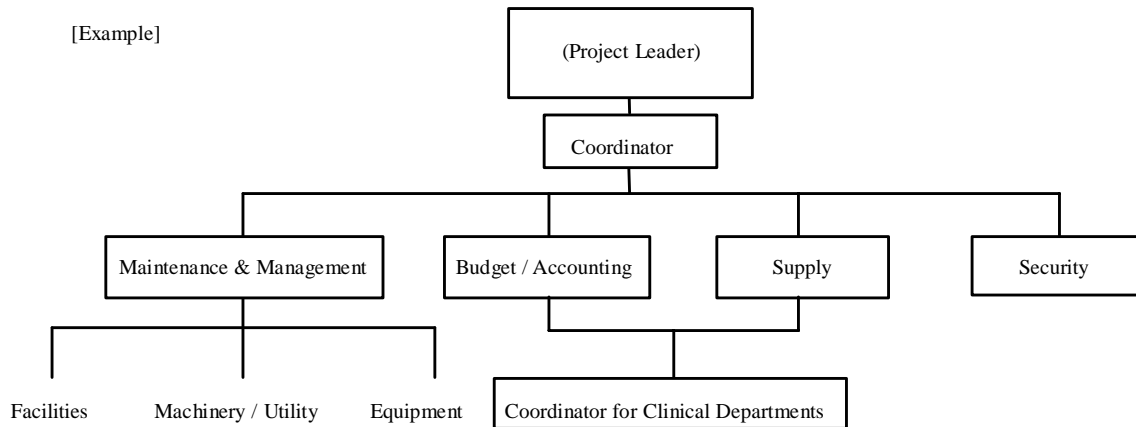 [Example]
(Project Leader)
Coordinator
Maintenance & Management
Budget / Accounting
Supply
Security
Facilities
Machinery / Utility
Equipment
Coordinator for Clinical Departments